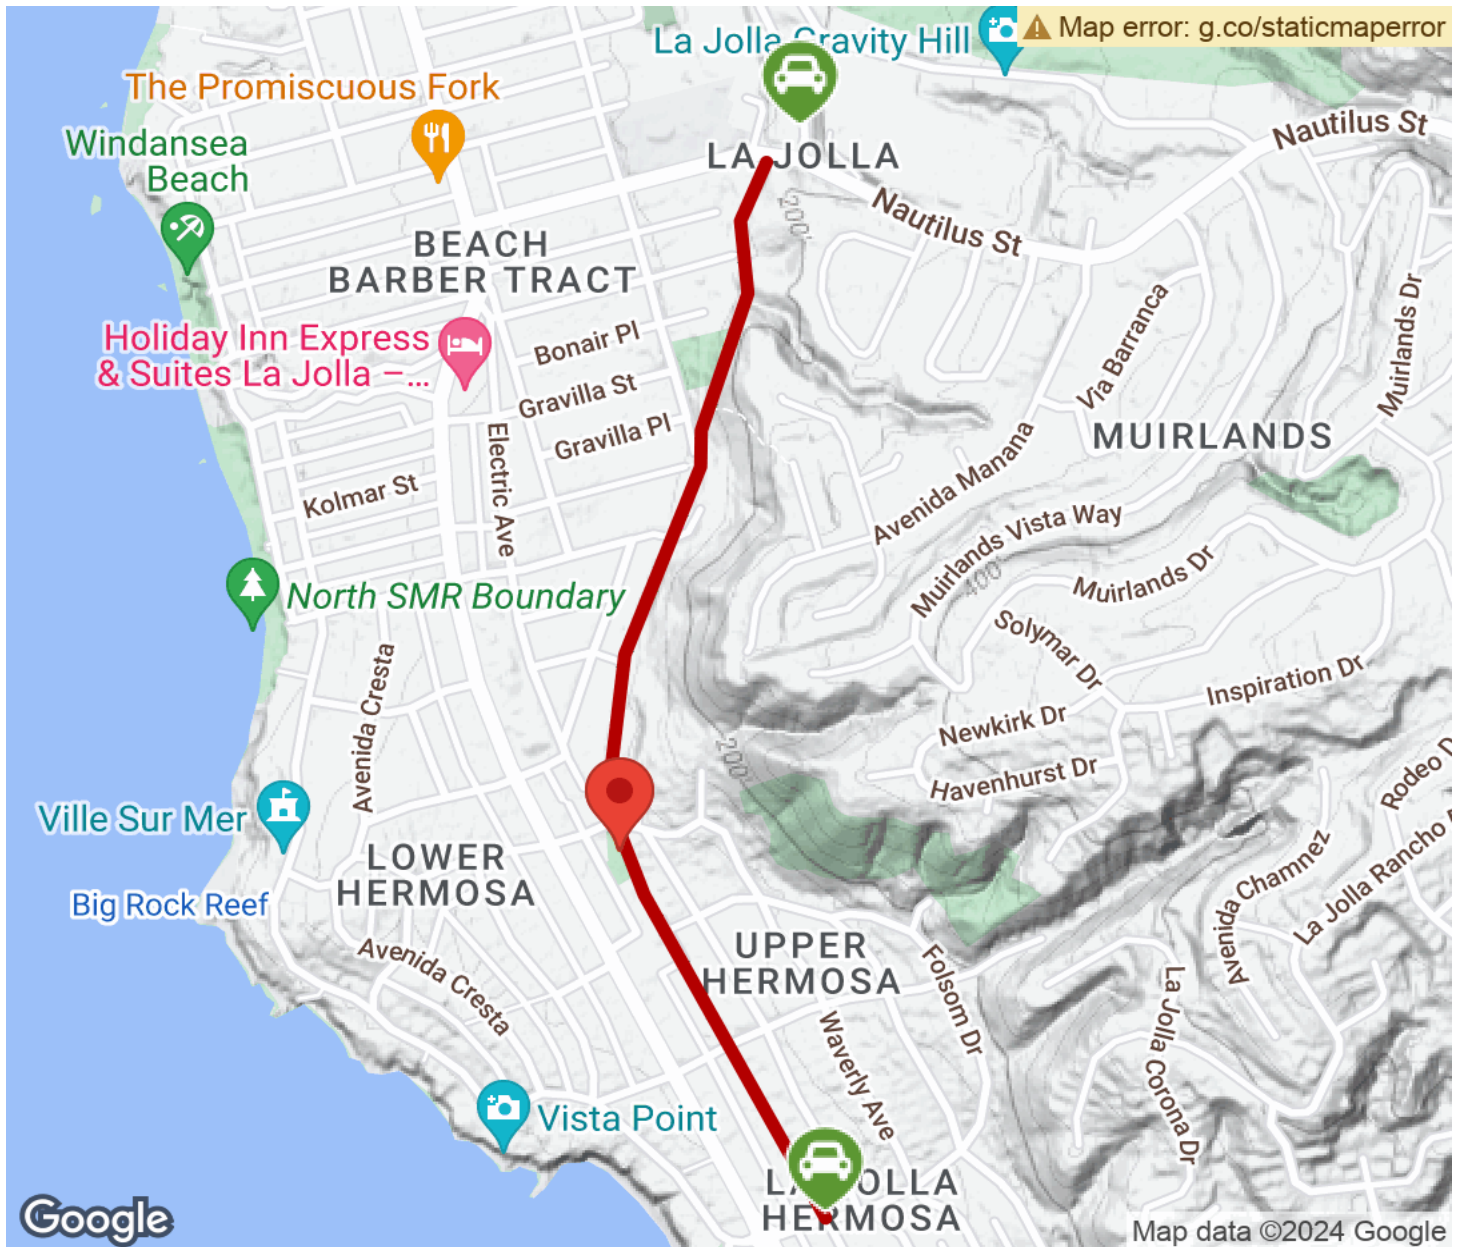 La Jolla Gravity Hill
Map error: g.co/staticmaperror
The Promiscuous Fork
Nautilus St
Windansea
Beach
LA JOLLA
200'
Nautilus St
BEACH
BARBER TRACT
Holiday Inn Express
& Suites La Jolla –...
Bonair Pl
Gravilla St
Gravilla Pl
Via Barranca
Muirlands Dr
MUIRLANDS
Electric Ave
Kolmar St
Avenida Manana
Muirlands Vista Way
400
Muirlands Dr
North SMR Boundary
Solymar Dr
Inspiration Dr
Avenida Cresta
Newkirk Dr
200'
Havenhurst Dr
Rodeo D
Ville Sur Mer
LOWER
HERMOSA
Avenida Chamnez
La Jolla Rancho
Big Rock Reef
UPPER
HERMOSA
Avenida Cresta
Folsom Dr
La Jolla Corona Dr
Waverly Ave
Vista Point
LA JOLLA
HERMOSA
Google
Map data ©2024 Google